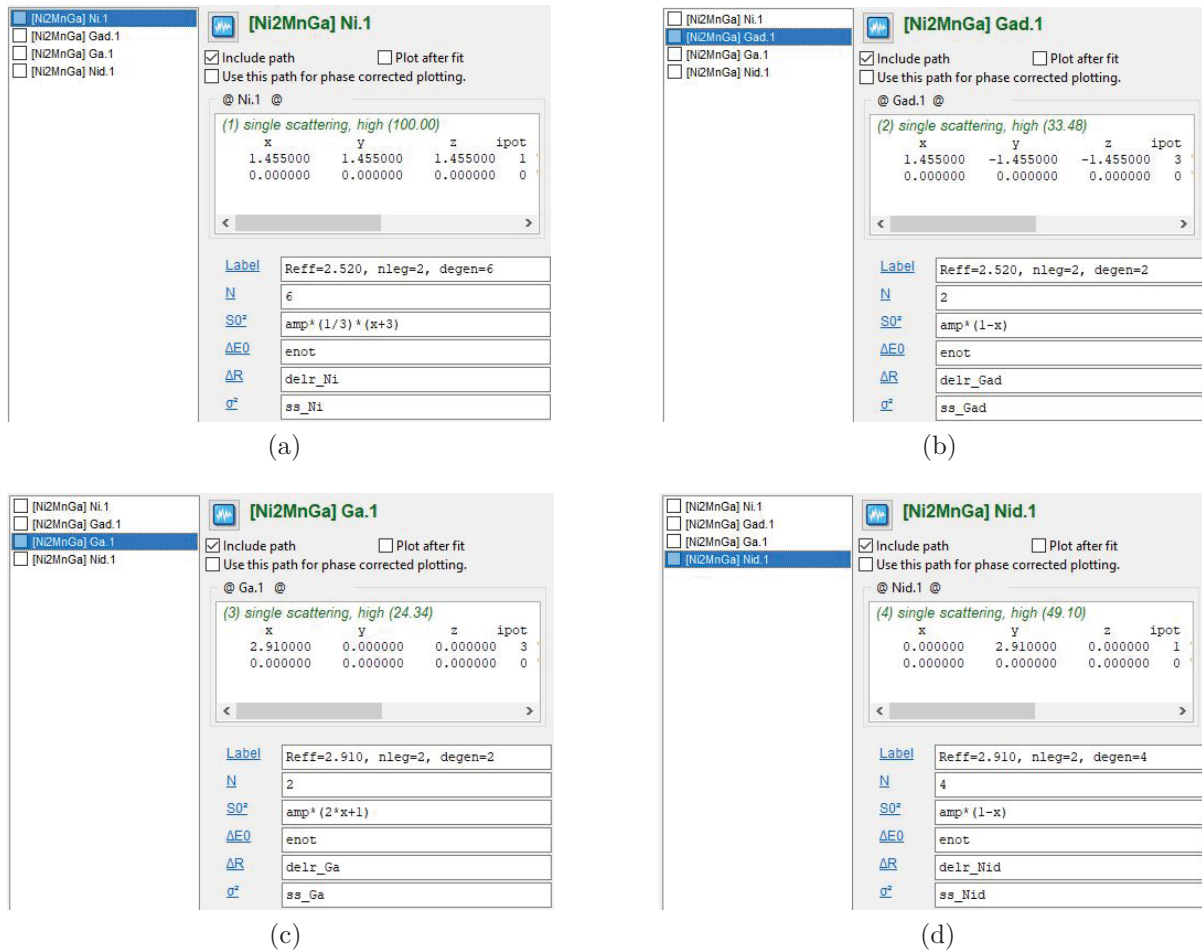 [Ni2MnGa] Ni.1
[Ni2MnGa] Gad.1
[Ni2MnGa] Ga.1
[Ni2MnGa] Nid.1
[Ni2MnGa] Ni.1
Include path Plot after fit
Use this path for phase corrected plotting.
@ Ni.1 @
(1) single scattering, high (100.00)
x y z ipot
1.455000 1.455000 1.455000 1 '
0.000000 0.000000 0.000000 0 '
< >
Label Reff=2.520, nleg=2, degen=6
N 6
S0² amp*(1/3)*(x+3)
ΔE0 enot
ΔR delr_Ni
σ² ss_Ni
(a)
[Ni2MnGa] Ni.1
[Ni2MnGa] Gad.1
[Ni2MnGa] Ga.1
[Ni2MnGa] Nid.1
[Ni2MnGa] Gad.1
Include path Plot after fit
Use this path for phase corrected plotting.
@ Gad.1 @
(2) single scattering, high (33.48)
x y z ipot
1.455000 -1.455000 -1.455000 3 '
0.000000 0.000000 0.000000 0 '
< >
Label Reff=2.520, nleg=2, degen=2
N 2
S0² amp*(1-x)
ΔE0 enot
ΔR delr_Gad
σ² ss_Gad
(b)
[Ni2MnGa] Ni.1
[Ni2MnGa] Gad.1
[Ni2MnGa] Ga.1
[Ni2MnGa] Nid.1
[Ni2MnGa] Ga.1
Include path Plot after fit
Use this path for phase corrected plotting.
@ Ga.1 @
(3) single scattering, high (24.34)
x y z ipot
2.910000 0.000000 0.000000 3 '
0.000000 0.000000 0.000000 0 '
< >
Label Reff=2.910, nleg=2, degen=2
N 2
S0² amp*(2*x+1)
ΔE0 enot
ΔR delr_Ga
σ² ss_Ga
(c)
[Ni2MnGa] Ni.1
[Ni2MnGa] Gad.1
[Ni2MnGa] Ga.1
[Ni2MnGa] Nid.1
[Ni2MnGa] Nid.1
Include path Plot after fit
Use this path for phase corrected plotting.
@ Nid.1 @
(4) single scattering, high (49.10)
x y z ipot
0.000000 2.910000 0.000000 1 '
0.000000 0.000000 0.000000 0 '
< >
Label Reff=2.910, nleg=2, degen=4
N 4
S0² amp*(1-x)
ΔE0 enot
ΔR delr_Nid
σ² ss_Nid
(d)